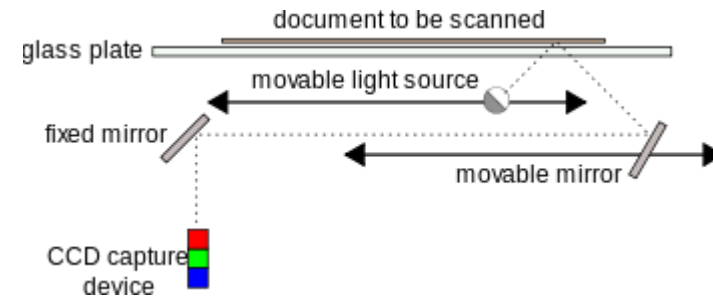 document to be scanned
glass plate
movable light source
fixed mirror
movable mirror
CCD capture
device